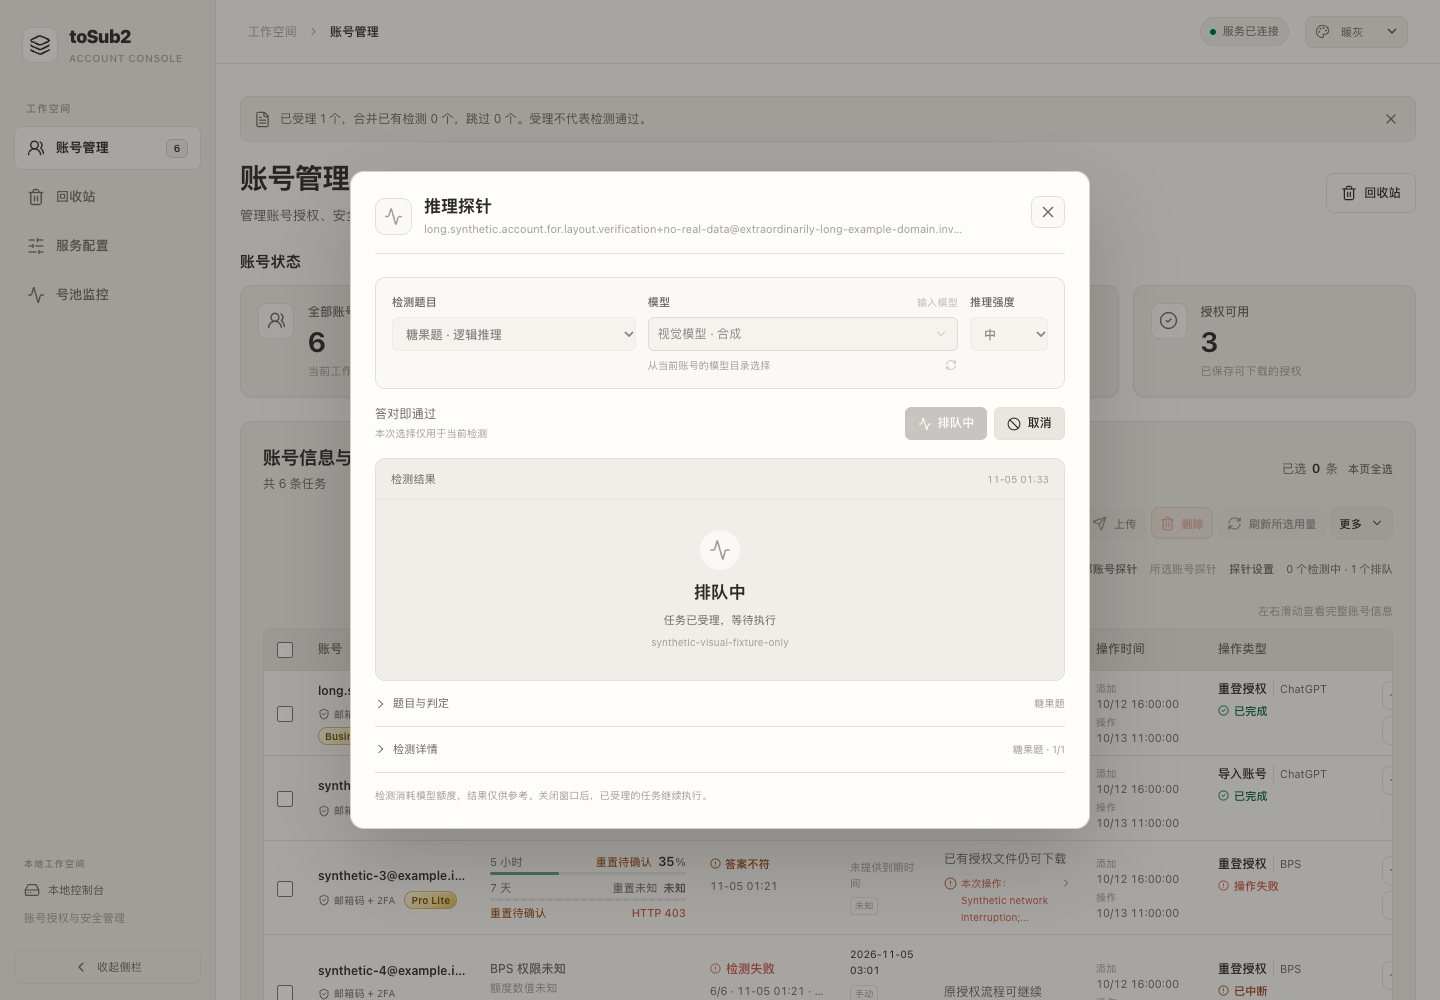 toSub2
ACCOUNT CONSOLE
工作空间
账号管理
6
回收站
服务配置
号池监控
本地工作空间
本地控制台
账号授权与安全管理
收起侧栏
工作空间 账号管理
服务已连接
暖灰
已受理 1 个，合并已有检测 0 个，跳过 0 个。受理不代表检测通过。
账号管理
管理账号授权、安
回收站
账号状态
全部账
6
当前工作
授权可用
3
已保存可下载的授权
推理探针
long.synthetic.account.for.layout.verification+no-real-data@extraordinarily-long-example-domain.inv...
检测题目
糖果题 · 逻辑推理
模型
输入模型
视觉模型 · 合成
从当前账号的模型目录选择
推理强度
中
答对即通过
本次选择仅用于当前检测
排队中
取消
检测结果
11-05 01:33
排队中
任务已受理，等待执行
synthetic-visual-fixture-only
题目与判定
糖果题
检测详情
糖果题 · 1/1
检测消耗模型额度，结果仅供参考。关闭窗口后，已受理的任务继续执行。
账号信息与
共 6 条任务
已选 0 条 本页全选
上传
删除
刷新所选用量
更多
账号探针 所选账号探针 探针设置 0 个检测中 · 1 个排队
左右滑动查看完整账号信息
账号
操作时间
操作类型
long.s
邮箱
Busin
添加
10/12 16:00:00
操作
10/13 11:00:00
重登授权 ChatGPT
已完成
synth
邮箱
添加
10/12 16:00:00
操作
10/13 11:00:00
导入账号 ChatGPT
已完成
synthetic-3@example.i...
邮箱码 + 2FA
Pro Lite
5 小时 重置待确认 35%
7 天 重置未知 未知
重置待确认 HTTP 403
答案不符
11-05 01:21
未提供到期时
间
未知
已有授权文件仍可下载
本次操作:
Synthetic network
interruption;...
添加
10/12 16:00:00
操作
10/13 11:00:00
重登授权 BPS
操作失败
synthetic-4@example.i...
邮箱码 + 2FA
BPS 权限未知
额度数值未知
检测失败
6/6 · 11-05 01:21 · ...
2026-11-05
03:01
手动
原授权流程可继续
添加
10/12 16:00:00
操作
重登授权 BPS
已中断